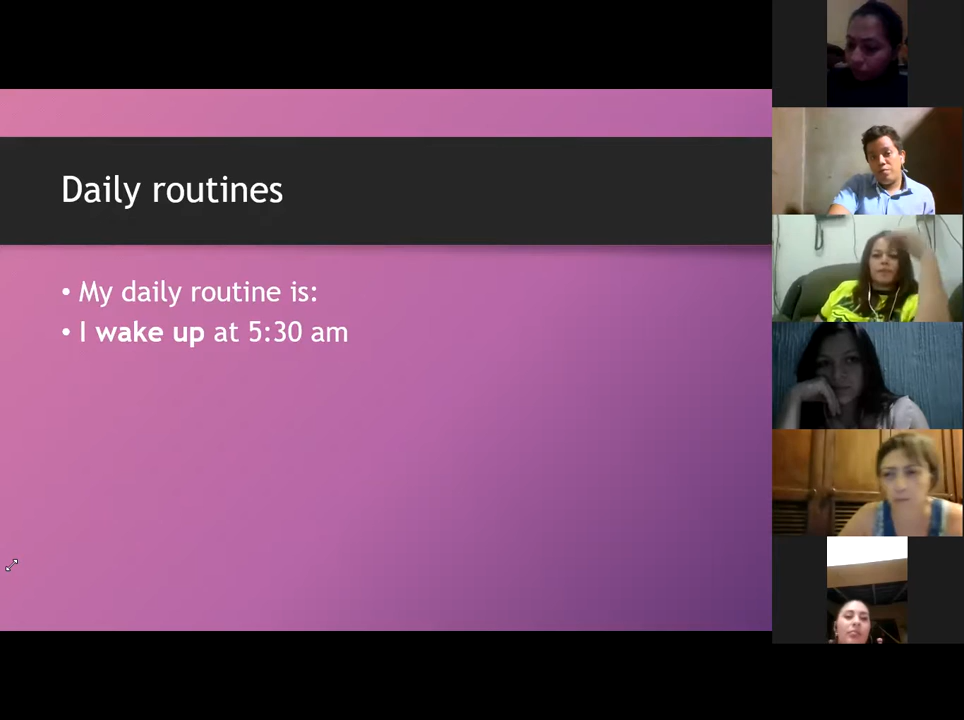 Daily routines
• My daily routine is:
• I wake up at 5:30 am